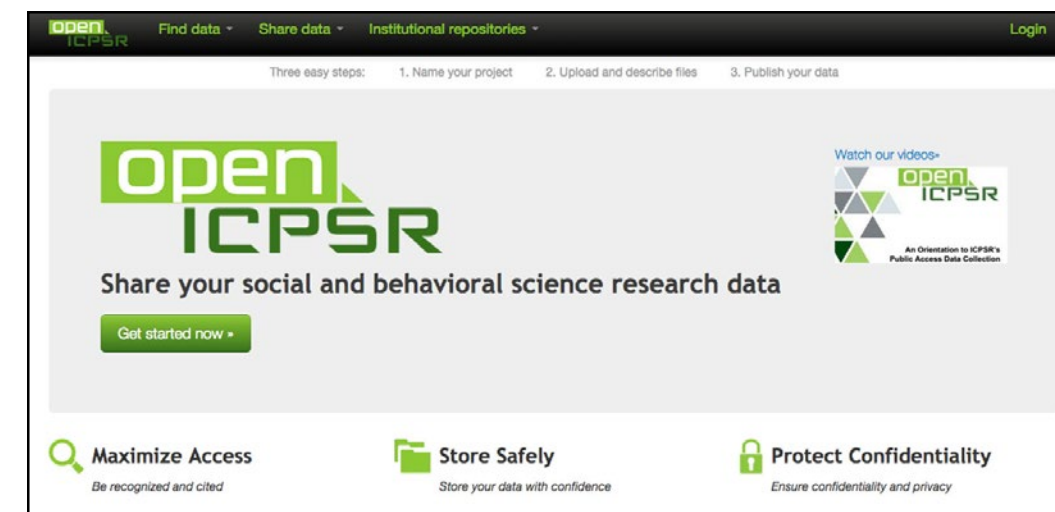 open ICPSR Find data Share data Institutional repositories Login
Three easy steps: 1. Name your project 2. Upload and describe files 3. Publish your data
open
ICPSR
Share your social and behavioral science research data
Get started now »
Watch our videos»
open
ICPSR
An Orientation to ICPSR's
Public Access Data Collection
Maximize Access
Be recognized and cited
Store Safely
Store your data with confidence
Protect Confidentiality
Ensure confidentiality and privacy